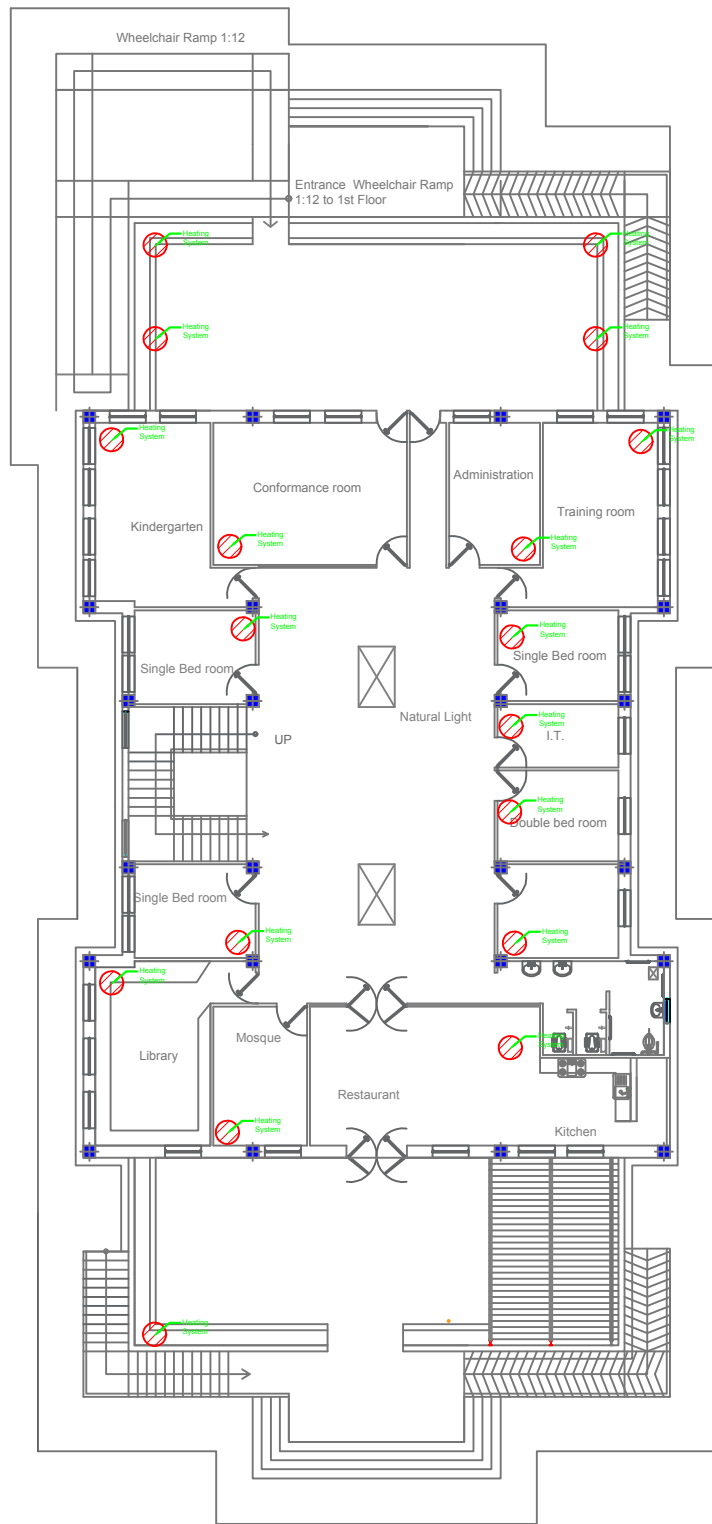 Wheelchair Ramp 1:12
Entrance Wheelchair Ramp
1:12 to 1st Floor
Heating
System
Heating
System
Heating
System
Heating
System
Heating
System
Heating
System
Conformance room
Administration
Kindergarten
Training room
Heating
System
Heating
System
Heating
System
Heating
System
Single Bed room
Single Bed room
Natural Light
Heating
System
I.T.
UP
Heating
System
Double bed room
Single Bed room
Heating
System
Heating
System
Heating
System
Mosque
Library
Heating
System
Restaurant
Heating
System
Kitchen
Heating
System